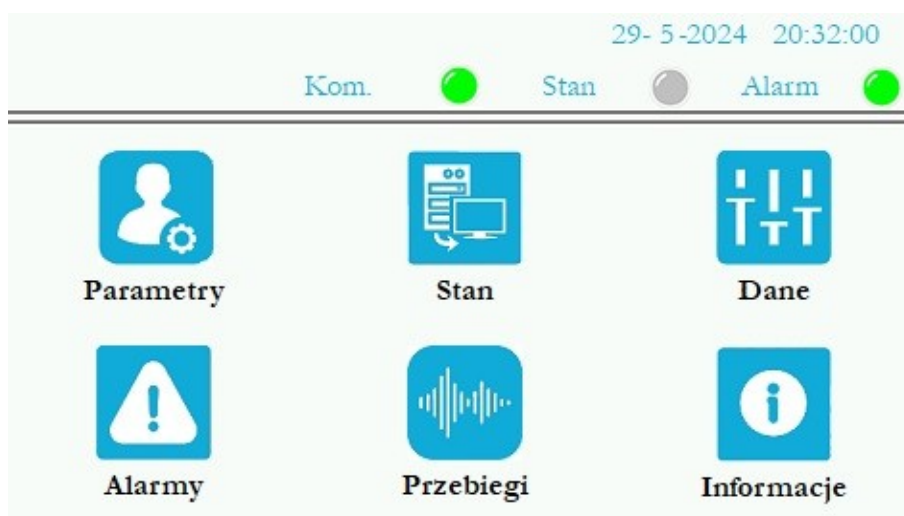 29- 5-2024 20:32:00
Kom. Stan Alarm
Parametry Stan Dane
Alarmy Przebiegi Informacje